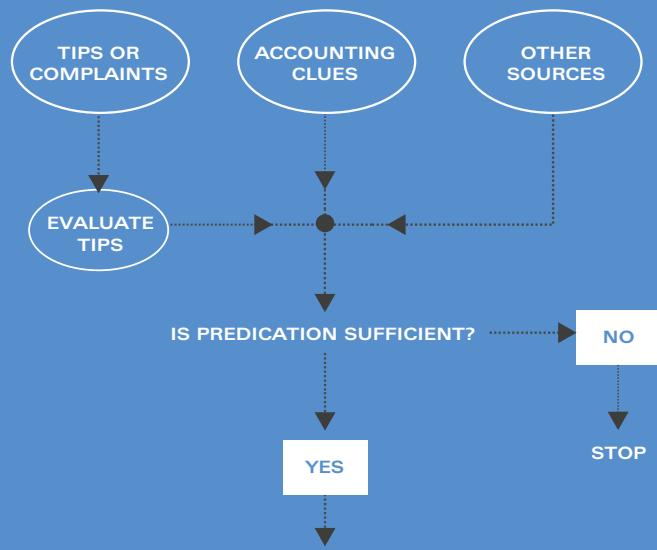 TIPS OR
COMPLAINTS
ACCOUNTING
CLUES
OTHER
SOURCES
EVALUATE
TIPS
IS PREDICATION SUFFICIENT?
NO
YES
STOP